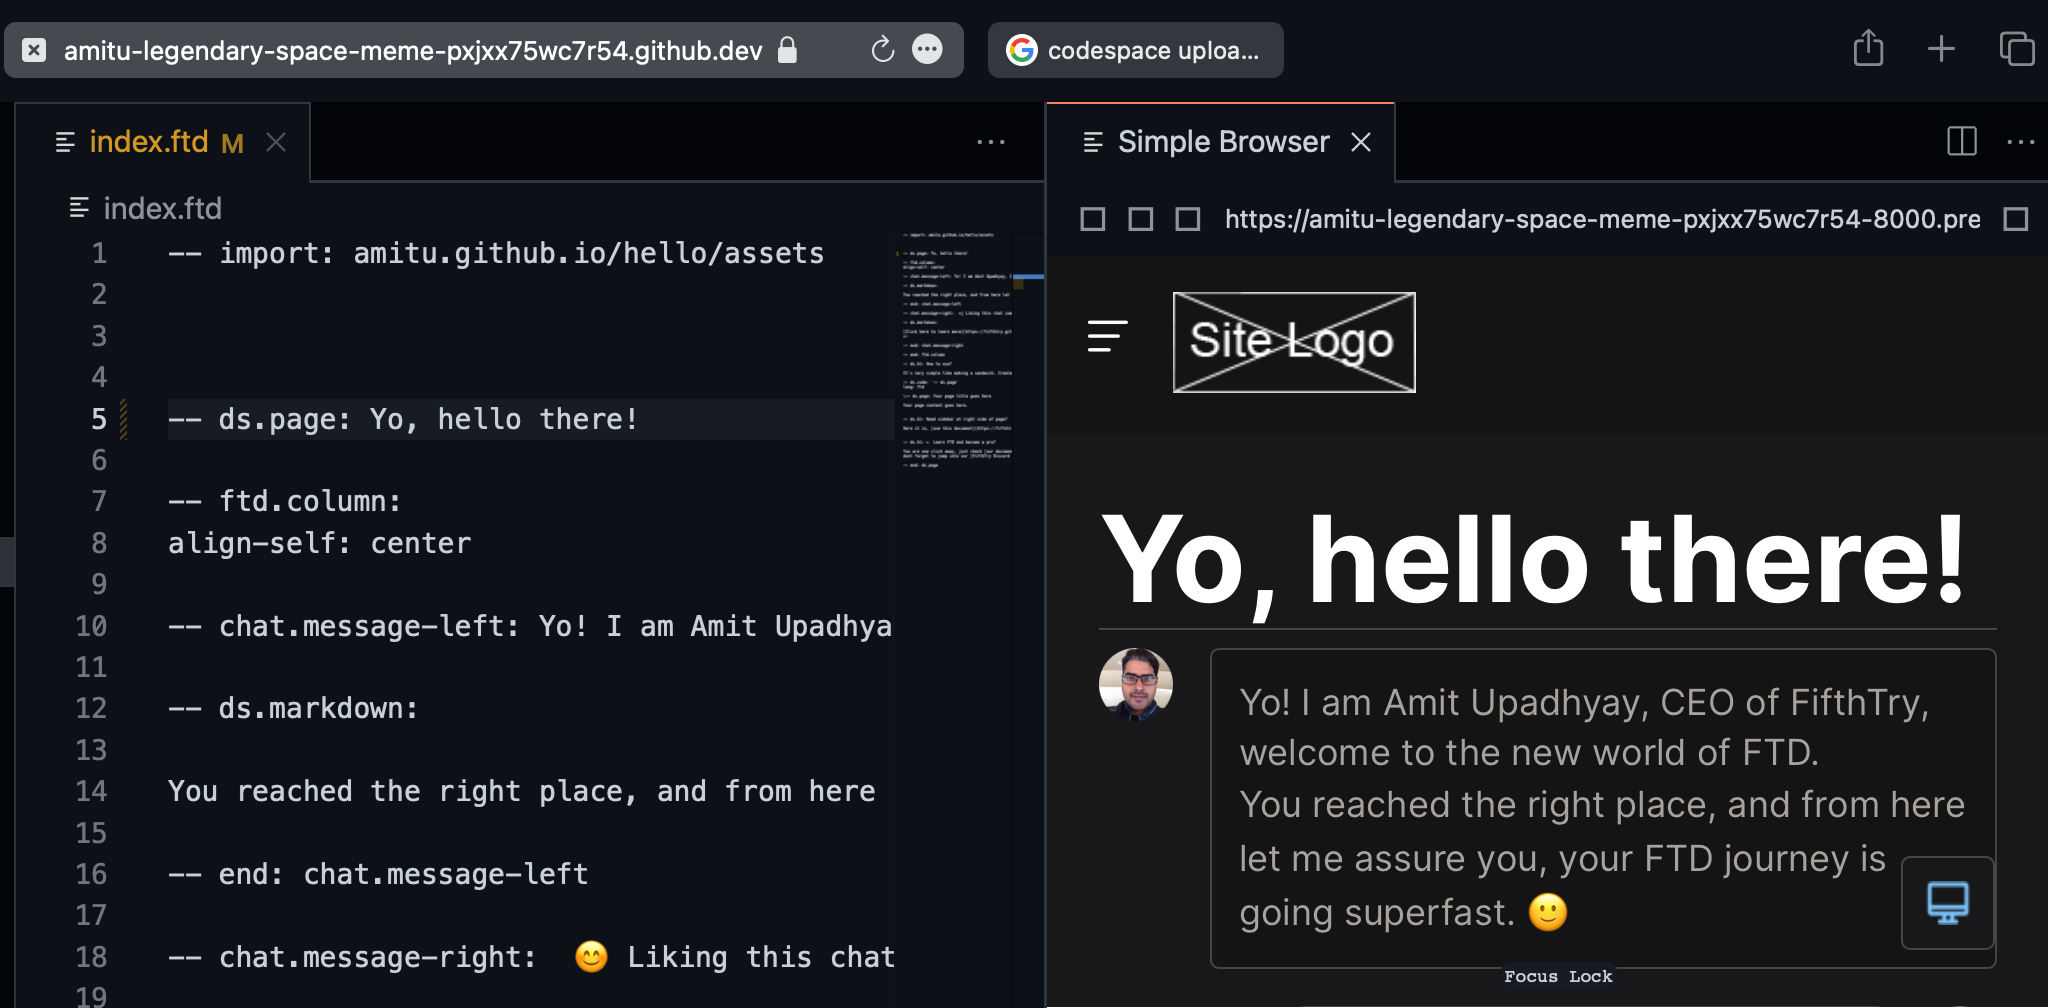 amitu-legendary-space-meme-pxjxx75wc7r54.github.dev
codespace uploa...
index.ftd M
index.ftd
1 -- import: amitu.github.io/hello/assets
2
3
4
5 -- ds.page: Yo, hello there!
6
7 -- ftd.column:
8 align-self: center
9
10 -- chat.message-left: Yo! I am Amit Upadhya
11
12 -- ds.markdown:
13
14 You reached the right place, and from here
15
16 -- end: chat.message-left
17
18 -- chat.message-right: 😊 Liking this chat
19
Simple Browser
https://amitu-legendary-space-meme-pxjxx75wc7r54-8000.pre
Site Logo
Yo, hello there!
Yo! I am Amit Upadhyay, CEO of FifthTry,
welcome to the new world of FTD.
You reached the right place, and from here
let me assure you, your FTD journey is
going superfast. 🙂
Focus Lock